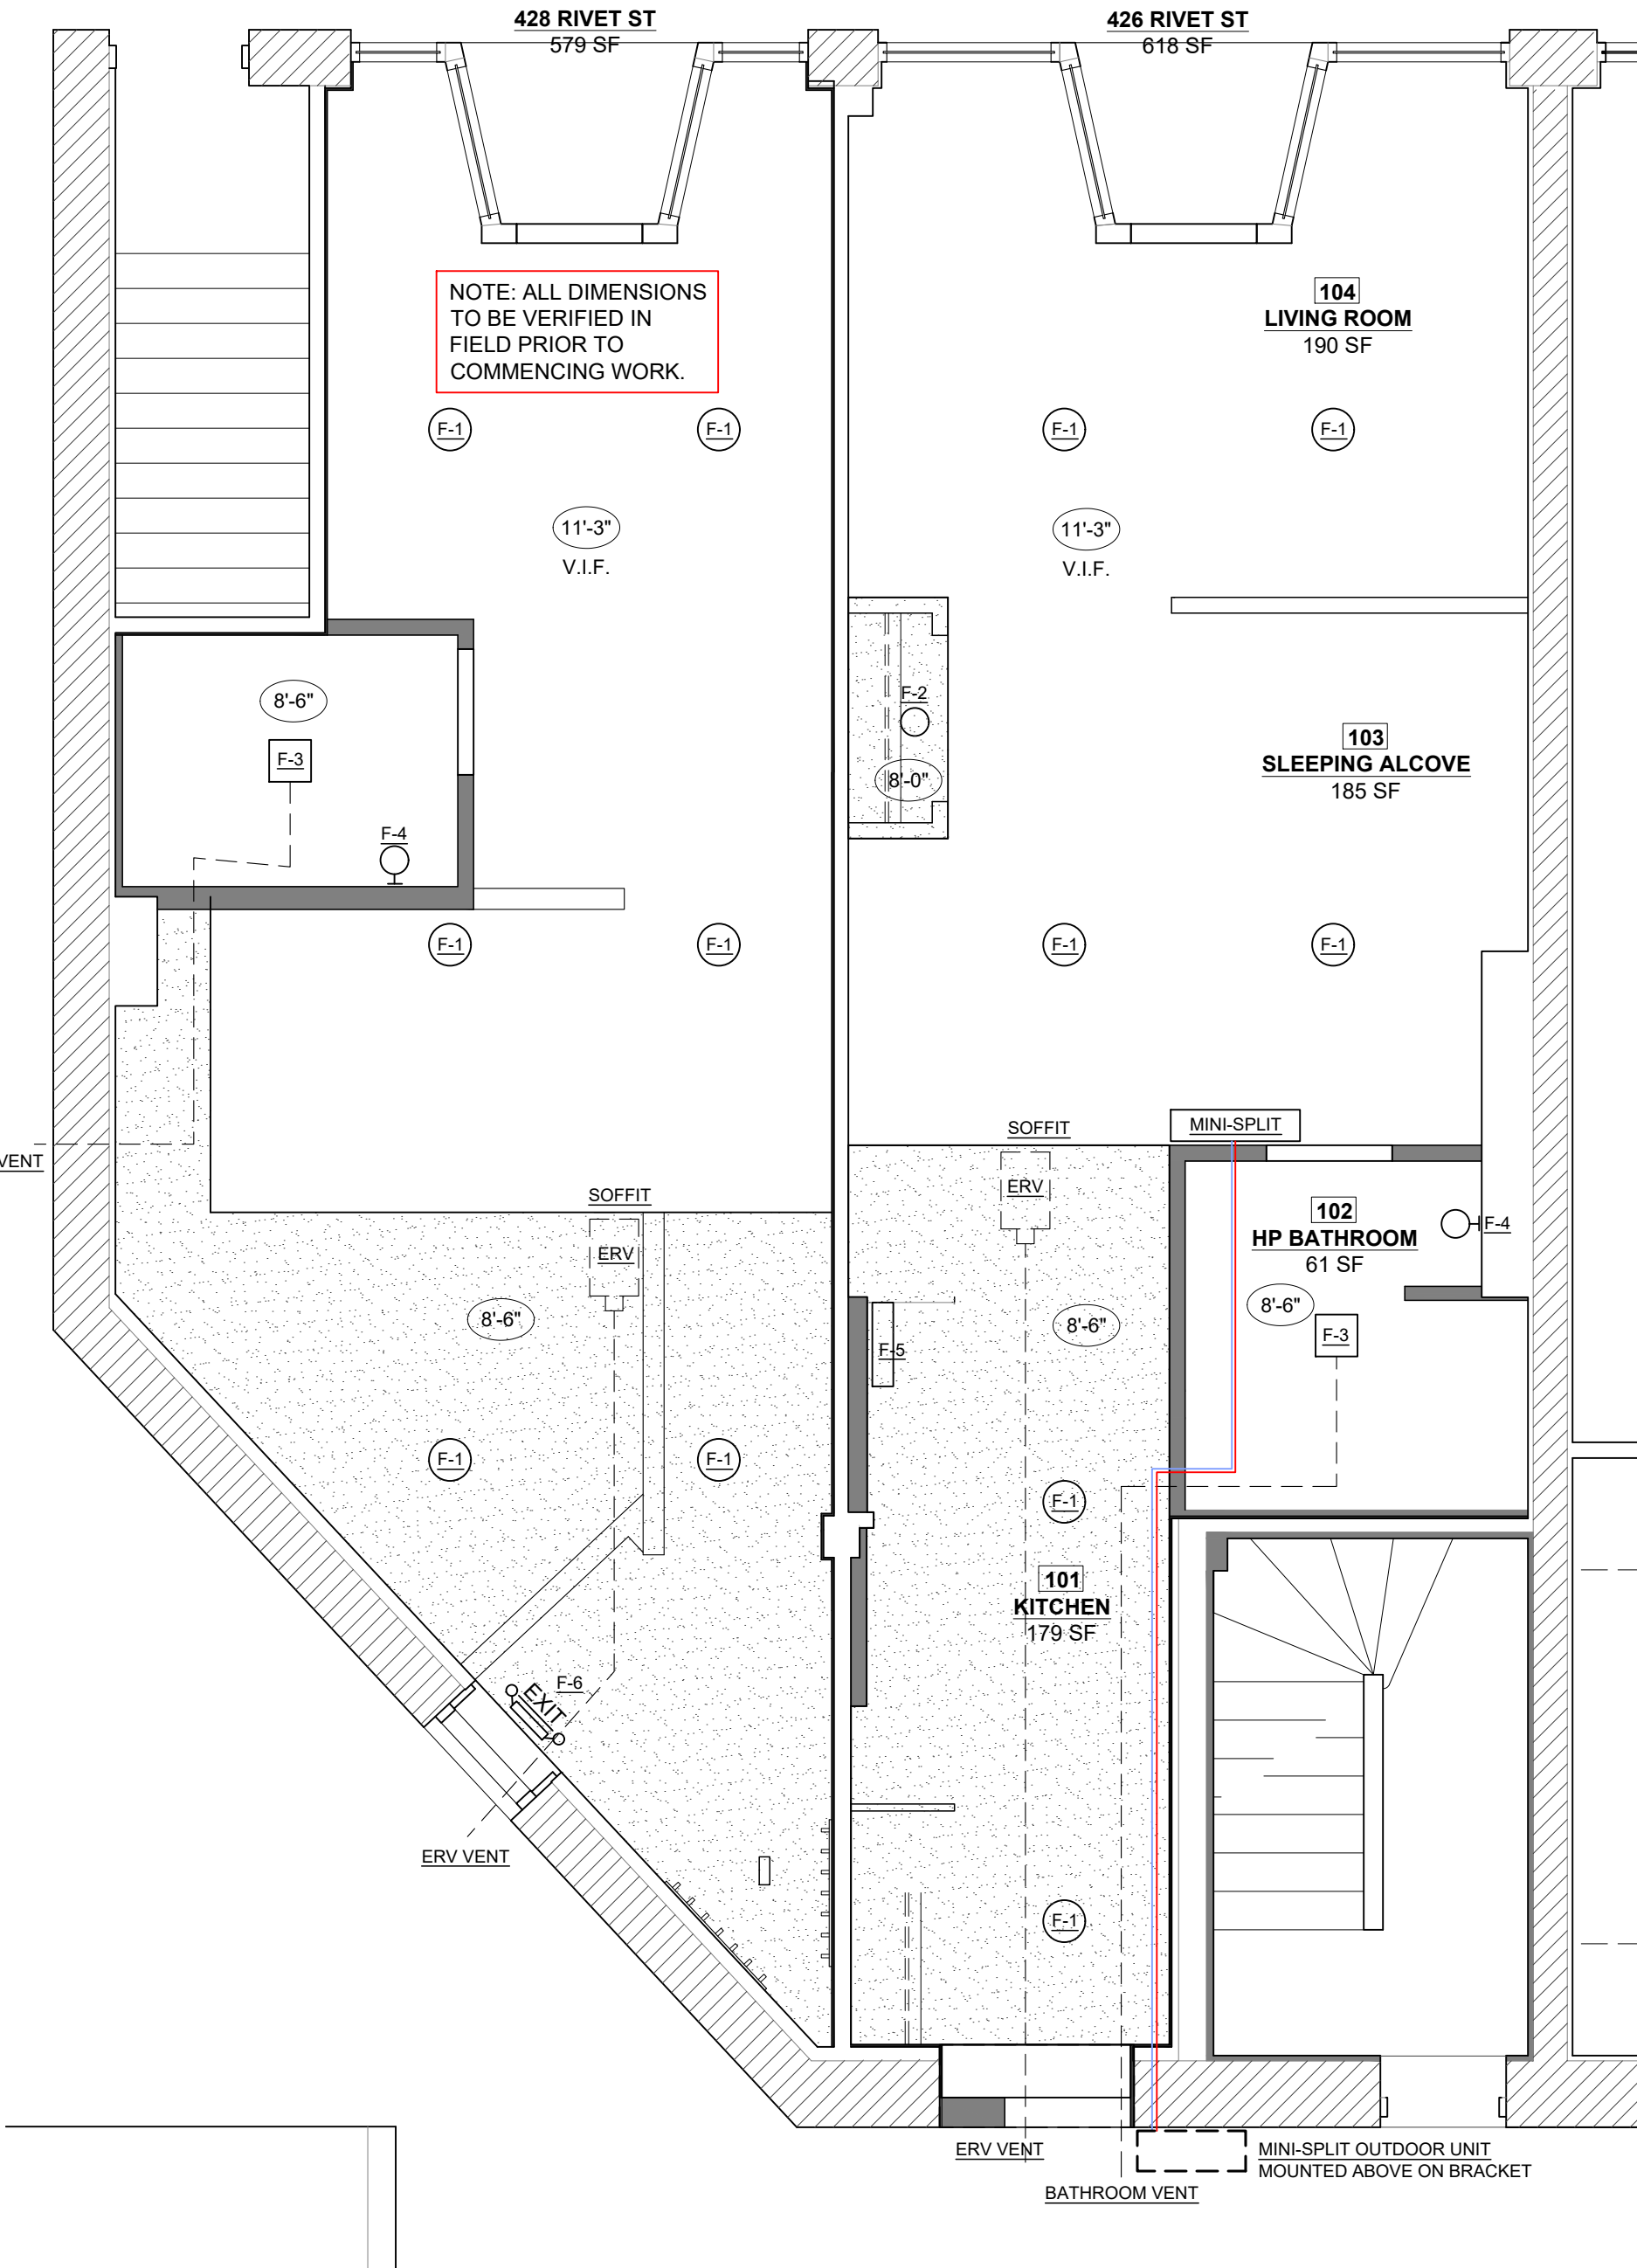 428 RIVET ST
579 SF
426 RIVET ST
618 SF
NOTE: ALL DIMENSIONS
TO BE VERIFIED IN
FIELD PRIOR TO
COMMENCING WORK.
104
LIVING ROOM
190 SF
F-1
F-1
F-1
F-1
11'-3"
V.I.F.
11'-3"
V.I.F.
8'-6"
F-3
F-4
F-2
8'-0"
103
SLEEPING ALCOVE
185 SF
F-1
F-1
F-1
F-1
VENT
SOFFIT
ERV
SOFFIT
ERV
MINI-SPLIT
102
HP BATHROOM
61 SF
F-4
8'-6"
8'-6"
8'-6"
F-3
F-5
F-1
F-1
F-1
101
KITCHEN
179 SF
F-6
EXIT
ERV VENT
F-1
ERV VENT
MINI-SPLIT OUTDOOR UNIT
MOUNTED ABOVE ON BRACKET
BATHROOM VENT